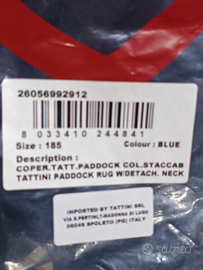 26056992912
8 033410 244841
Size : 185 Colour : BLUE
Description :
COPER.TATT.PADDOCK COL.STACCAB
TATTINI PADDOCK RUG W/DETACH. NECK
IMPORTED BY TATTINI SRL
VIA S.PERTINI,7-MADONNA DI LUGO
06049 SPOLETO (PG) ITALY
subito